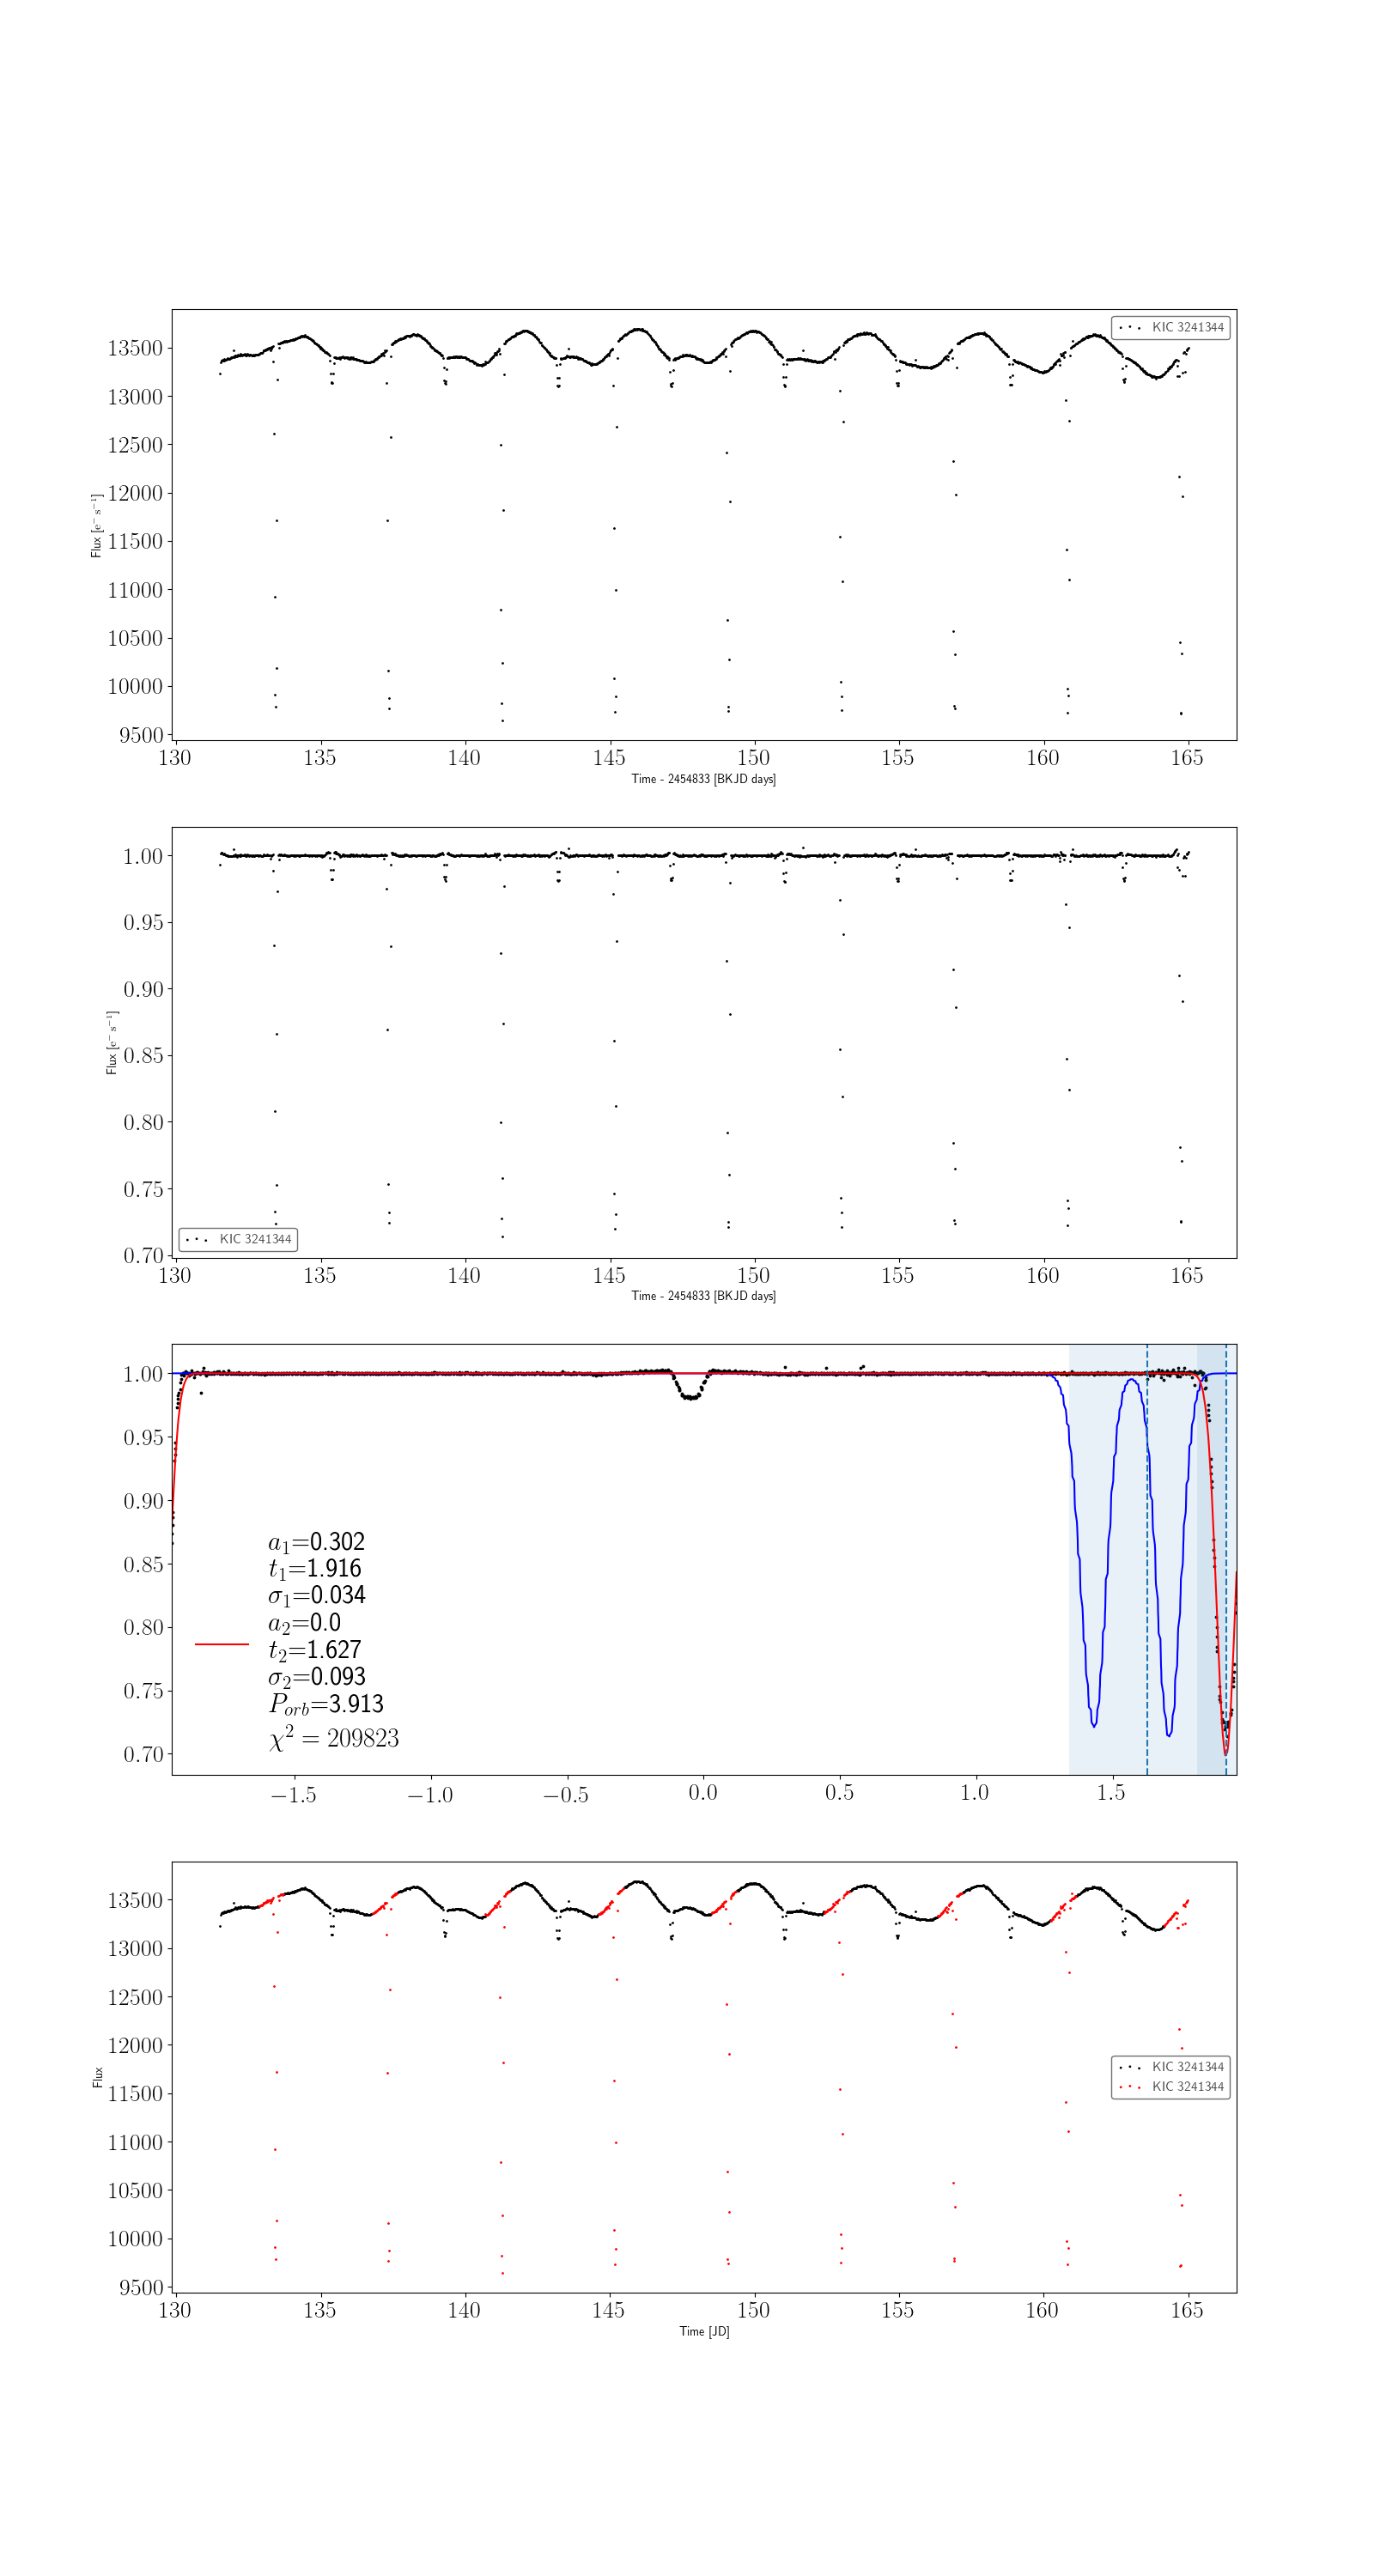 KIC 3241344
13500
13000
12500
12000
11500
11000
10500
10000
9500
Flux [e− s−1]
130 135 140 145 150 155 160 165
Time - 2454833 [BKJD days]
1.00
0.95
0.90
0.85
0.80
0.75
0.70
Flux [e− s−1]
KIC 3241344
130 135 140 145 150 155 160 165
Time - 2454833 [BKJD days]
1.00
0.95
0.90
0.85
0.80
0.75
0.70
a1=0.302
t1=1.916
σ1=0.034
a2=0.0
t2=1.627
σ2=0.093
Porb=3.913
χ2 = 209823
−1.5 −1.0 −0.5 0.0 0.5 1.0 1.5
13500
13000
12500
12000
11500
11000
10500
10000
9500
Flux
KIC 3241344
KIC 3241344
130 135 140 145 150 155 160 165
Time [JD]